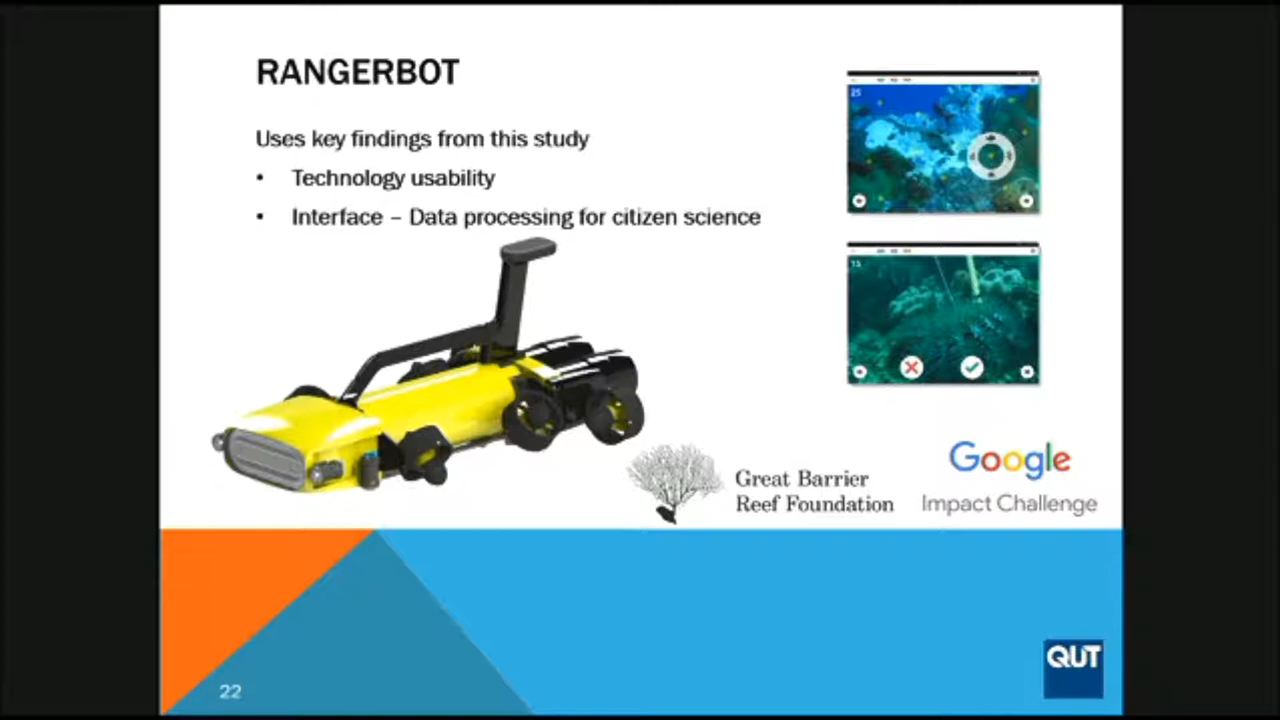 RANGERBOT
Uses key findings from this study
• Technology usability
• Interface – Data processing for citizen science
25
Great Barrier
Reef Foundation
Google
Impact Challenge
QUT
22